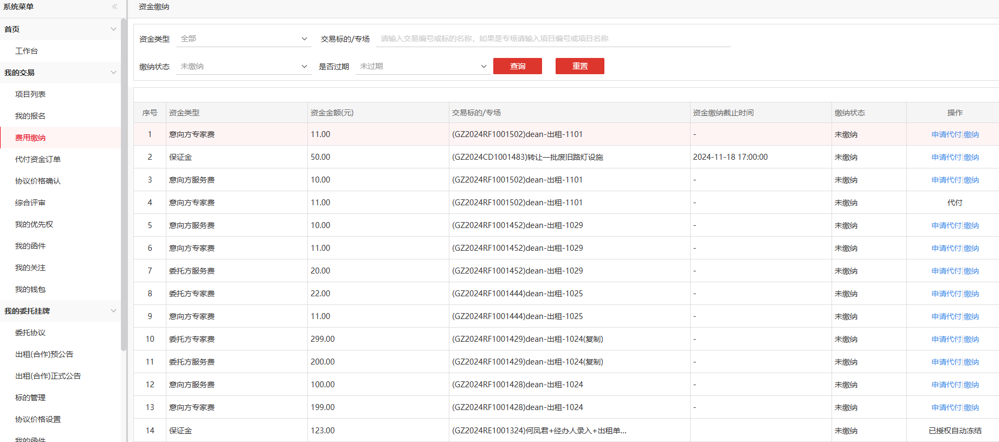 系统菜单
首页
工作台
我的交易
项目列表
我的报名
费用缴纳
代付资金订单
协议价格确认
综合评审
我的优先权
我的函件
我的关注
我的钱包
我的委托挂牌
委托协议
出租(合作)预公告
出租(合作)正式公告
标的管理
协议价格设置
我的函件
资金缴纳
资金类型 全部 交易标的/专场 请输入交易编号或标的名称，如果是专场请输入项目编号或项目名称
缴纳状态 未缴纳 是否过期 未过期 查询 重置
序号 资金类型 资金金额(元) 交易标的/专场 资金缴纳截止时间 缴纳状态 操作
1 意向方专家费 11.00 (GZ2024RF1001502)dean-出租-1101 - 未缴纳 申请代付|缴纳
2 保证金 50.00 (GZ2024CD1001483)转让一批废旧路灯设施 2024-11-18 17:00:00 未缴纳 申请代付|缴纳
3 意向方服务费 10.00 (GZ2024RF1001502)dean-出租-1101 - 未缴纳 申请代付|缴纳
4 意向方专家费 11.00 (GZ2024RF1001502)dean-出租-1101 - 未缴纳 代付
5 意向方服务费 10.00 (GZ2024RF1001452)dean-出租-1029 - 未缴纳 申请代付|缴纳
6 意向方专家费 11.00 (GZ2024RF1001452)dean-出租-1029 - 未缴纳 申请代付|缴纳
7 委托方服务费 20.00 (GZ2024RF1001452)dean-出租-1029 - 未缴纳 申请代付|缴纳
8 委托方专家费 22.00 (GZ2024RF1001444)dean-出租-1025 - 未缴纳 申请代付|缴纳
9 意向方专家费 11.00 (GZ2024RF1001444)dean-出租-1025 - 未缴纳 申请代付|缴纳
10 委托方专家费 299.00 (GZ2024RF1001429)dean-出租-1024(复制) - 未缴纳 申请代付|缴纳
11 委托方服务费 200.00 (GZ2024RF1001429)dean-出租-1024(复制) - 未缴纳 申请代付|缴纳
12 意向方服务费 100.00 (GZ2024RF1001428)dean-出租-1024 - 未缴纳 申请代付|缴纳
13 意向方专家费 199.00 (GZ2024RF1001428)dean-出租-1024 - 未缴纳 申请代付|缴纳
14 保证金 123.00 (GZ2024RE1001324)何凤君+经办人录入+出租单... 未缴纳 已授权自动冻结